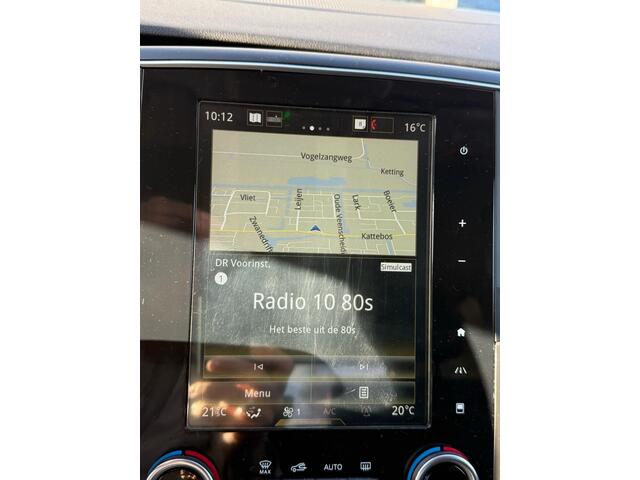 10:12
8
16°C
Vogelzangweg
Ketting
Vliet
Leijen
Oude Veenscheiding
Lark
Boeier
Kattebos
DR Voorinst.
Simulcast
1
Radio 10 80s
Het beste uit de 80s
Menu
21°C
1
A/C
20°C
MAX
AUTO